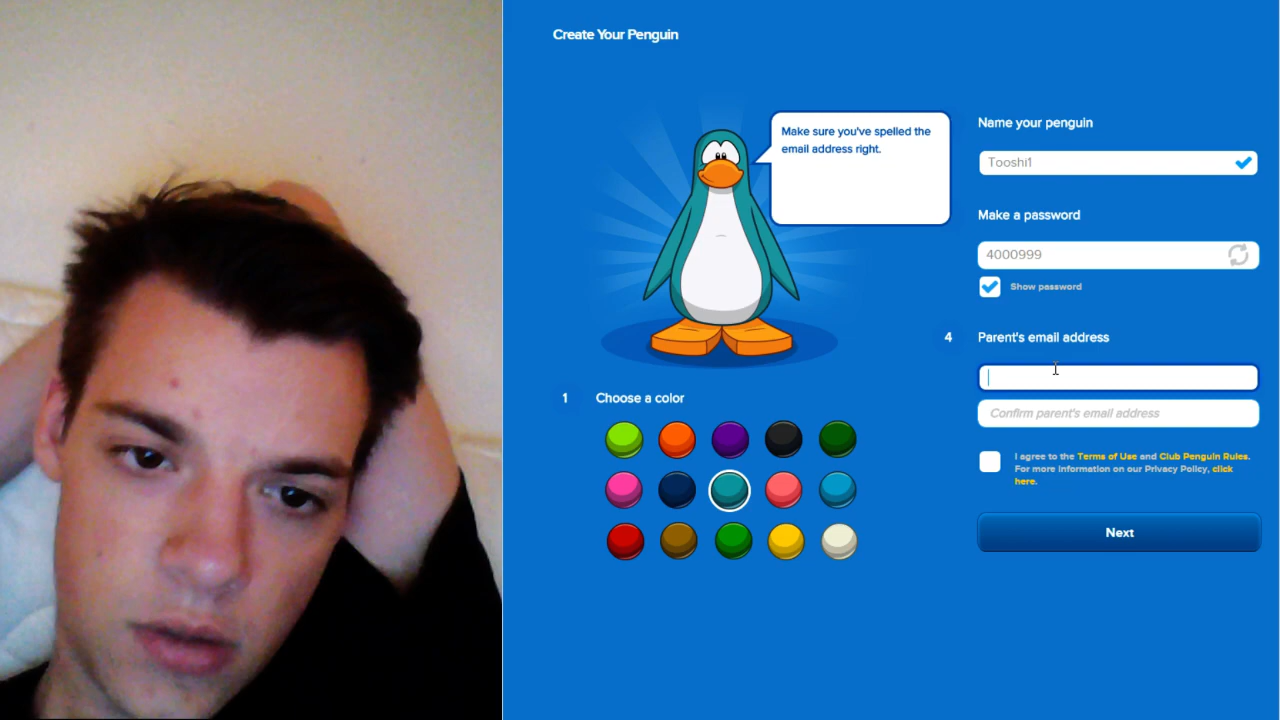 Create Your Penguin
Make sure you've spelled the
email address right.
Name your penguin
Tooshi1
Make a password
4000999
Show password
4 Parent's email address
Confirm parent's email address
I agree to the Terms of Use and Club Penguin Rules.
For more information on our Privacy Policy, click
here.
Next
1 Choose a color